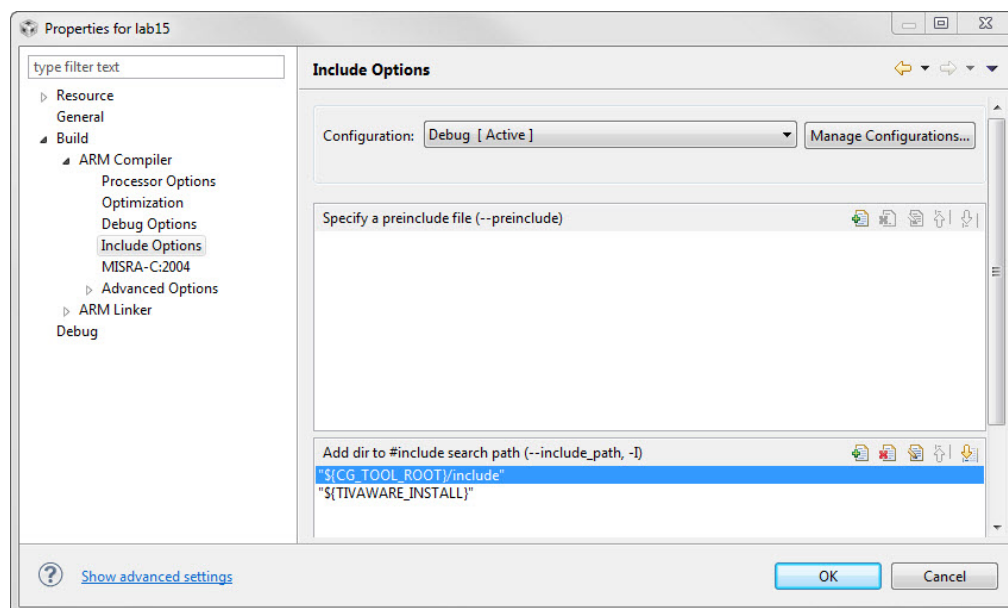 Properties for lab15
type filter text
Resource
General
Build
ARM Compiler
Processor Options
Optimization
Debug Options
Include Options
MISRA-C:2004
Advanced Options
ARM Linker
Debug
Include Options
Configuration: Debug [ Active ] Manage Configurations...
Specify a preinclude file (--preinclude)
Add dir to #include search path (--include_path, -I)
"${CG_TOOL_ROOT}/include"
"${TIVAWARE_INSTALL}"
? Show advanced settings
OK Cancel